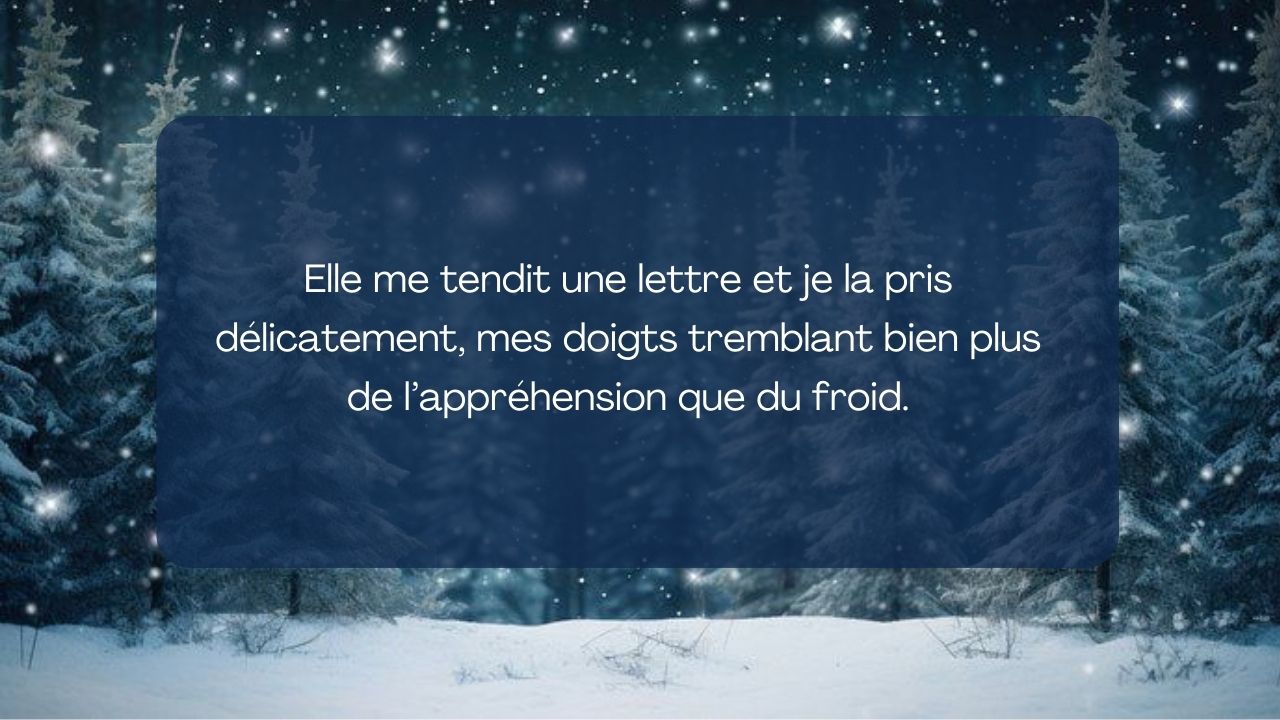 Elle me tendit une lettre et je la pris
délicatement, mes doigts tremblant bien plus
de l’appréhension que du froid.